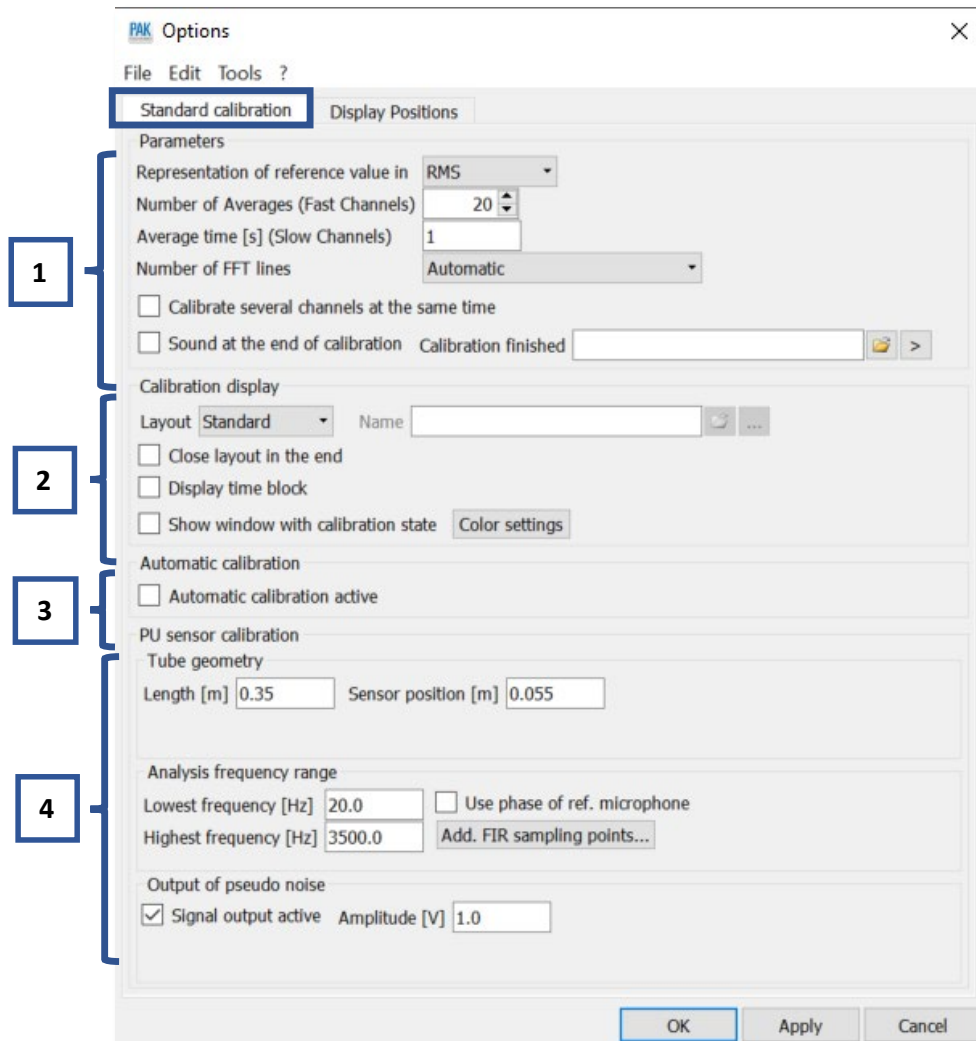 PAK Options
File Edit Tools ?
Standard calibration Display Positions
Parameters
Representation of reference value in RMS
Number of Averages (Fast Channels) 20
Average time [s] (Slow Channels) 1
Number of FFT lines Automatic
1
Calibrate several channels at the same time
Sound at the end of calibration Calibration finished >
Calibration display
Layout Standard Name ...
Close layout in the end
2
Display time block
Show window with calibration state Color settings
Automatic calibration
Automatic calibration active
3
PU sensor calibration
Tube geometry
Length [m] 0.35 Sensor position [m] 0.055
Analysis frequency range
Lowest frequency [Hz] 20.0 Use phase of ref. microphone
4
Highest frequency [Hz] 3500.0 Add. FIR sampling points...
Output of pseudo noise
Signal output active Amplitude [V] 1.0
OK Apply Cancel